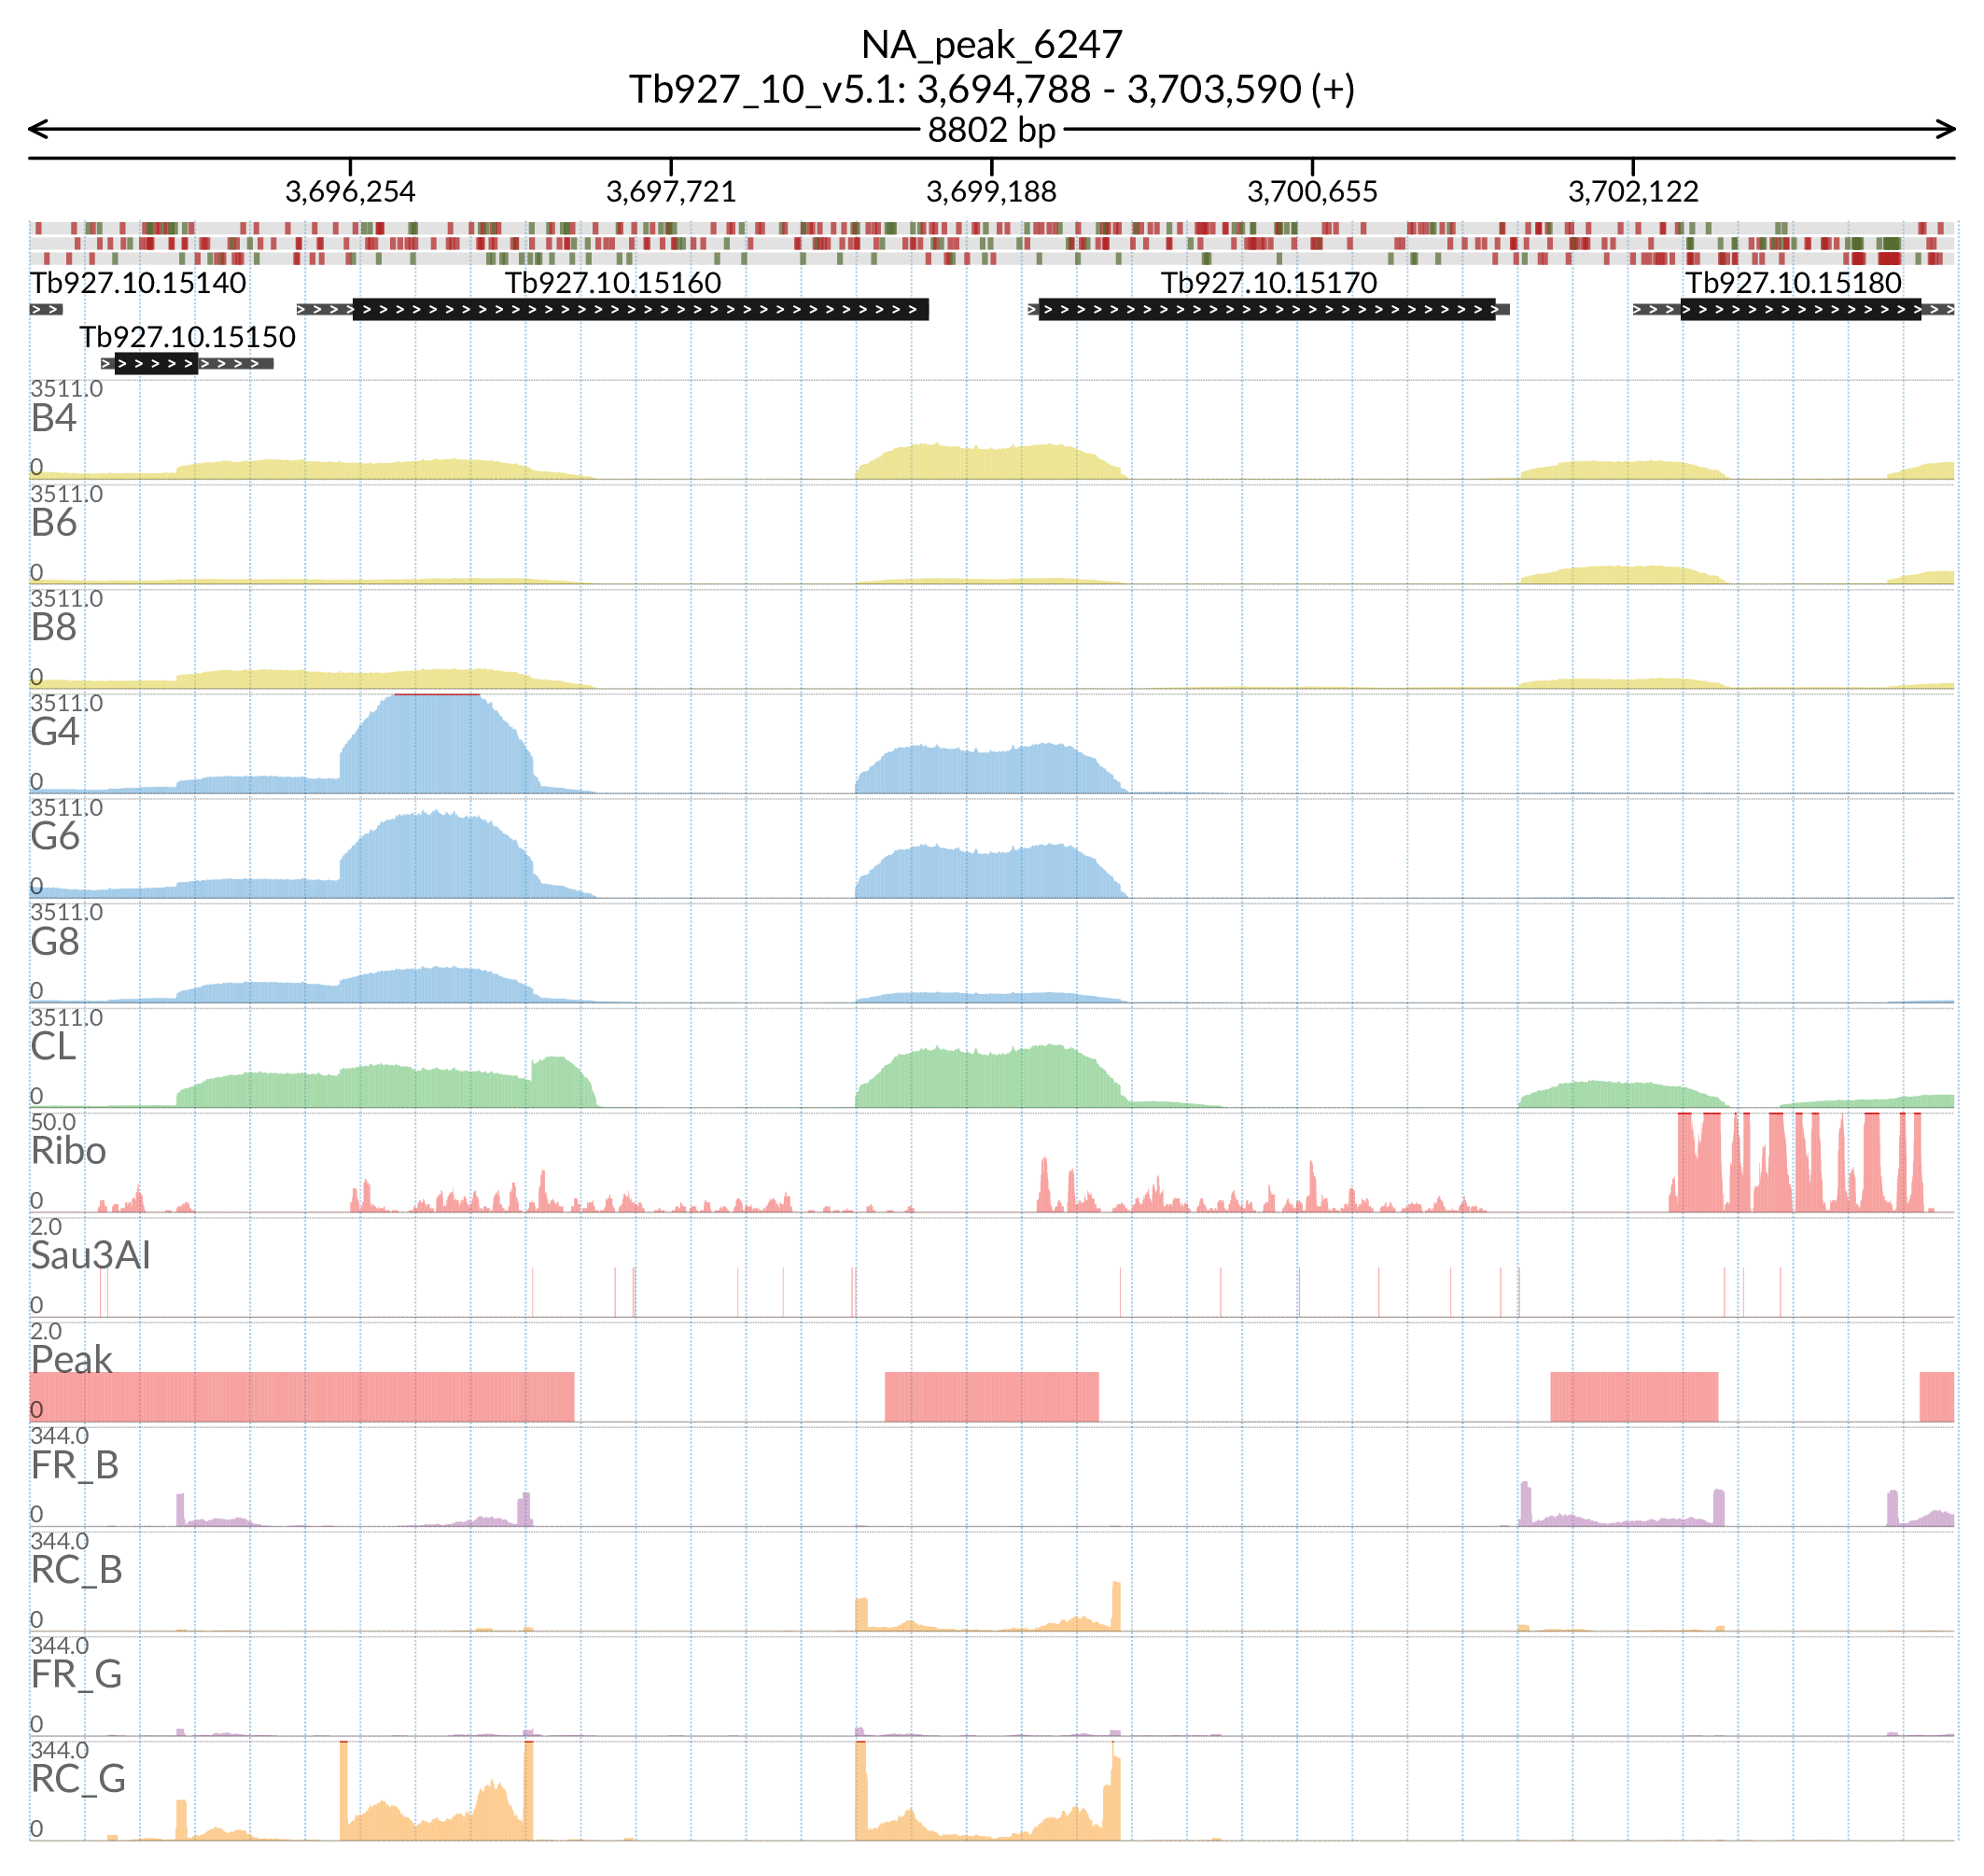 NA_peak_6247
Tb927_10_v5.1: 3,694,788 - 3,703,590 (+)
8802 bp
3,696,254 3,697,721 3,699,188 3,700,655 3,702,122
Tb927.10.15140 Tb927.10.15160 Tb927.10.15170 Tb927.10.15180
Tb927.10.15150
3511.0
B4
0
3511.0
B6
0
3511.0
B8
0
3511.0
G4
0
3511.0
G6
0
3511.0
G8
0
3511.0
CL
0
50.0
Ribo
0
2.0
Sau3AI
0
2.0
Peak
0
344.0
FR_B
0
344.0
RC_B
0
344.0
FR_G
0
344.0
RC_G
0